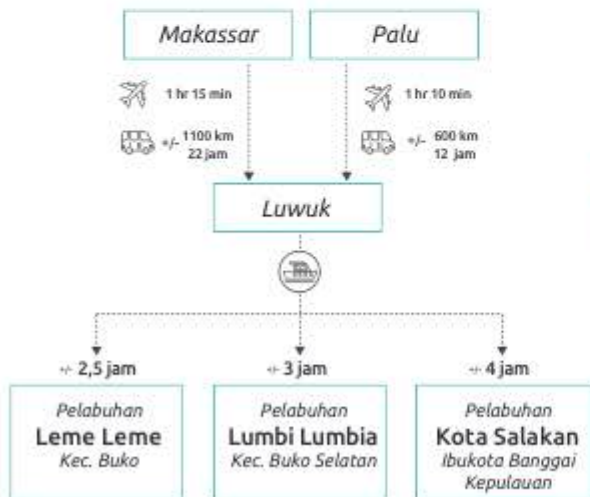 Makassar
Palu
1 hr 15 min
+/- 1100 km
22 jam
1 hr 10 min
+/- 600 km
12 jam
Luwuk
+/- 2,5 jam
+/- 3 jam
+/- 4 jam
Pelabuhan
Leme Leme
Kec. Buko
Pelabuhan
Lumbi Lumbia
Kec. Buko Selatan
Pelabuhan
Kota Salakan
Ibukota Banggai
Kepulauan